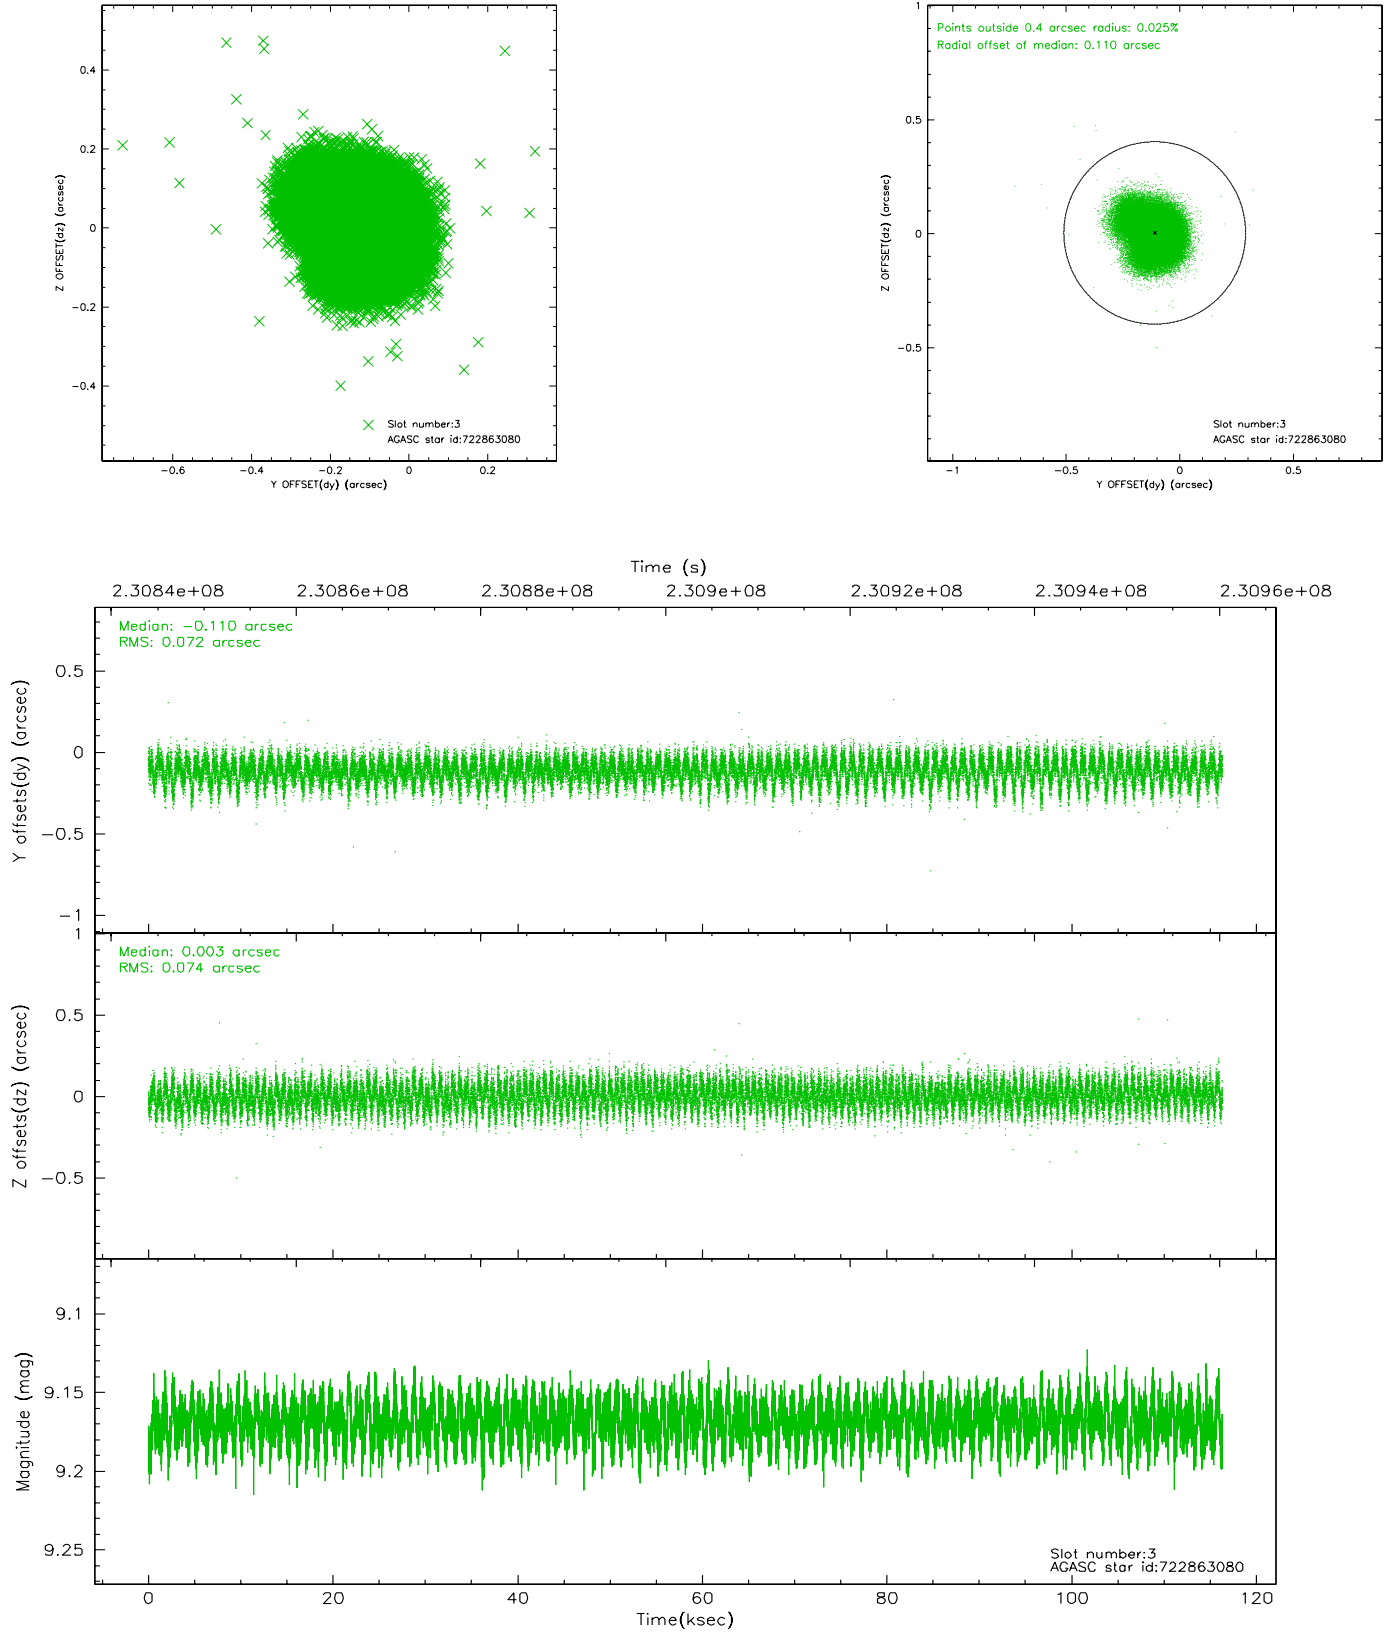 0.4
0.2
0
−0.2
−0.4
Z OFFSET(dz) (arcsec)
Slot number:3
AGASC star id:722863080
−0.6 −0.4 −0.2 0 0.2
Y OFFSET(dy) (arcsec)
1
0.5
0
−0.5
Z OFFSET(dz) (arcsec)
Points outside 0.4 arcsec radius: 0.025%
Radial offset of median: 0.110 arcsec
Slot number:3
AGASC star id:722863080
−1 −0.5 0 0.5
Y OFFSET(dy) (arcsec)
Time (s)
2.3084e+08 2.3086e+08 2.3088e+08 2.309e+08 2.3092e+08 2.3094e+08 2.3096e+08
Median: −0.110 arcsec
RMS: 0.072 arcsec
0.5
0
−0.5
−1
Y offsets(dy) (arcsec)
Median: 0.003 arcsec
RMS: 0.074 arcsec
1
0.5
0
−0.5
Z offsets(dz) (arcsec)
9.1
9.15
9.2
9.25
Magnitude (mag)
Slot number:3
AGASC star id:722863080
0 20 40 60 80 100 120
Time(ksec)